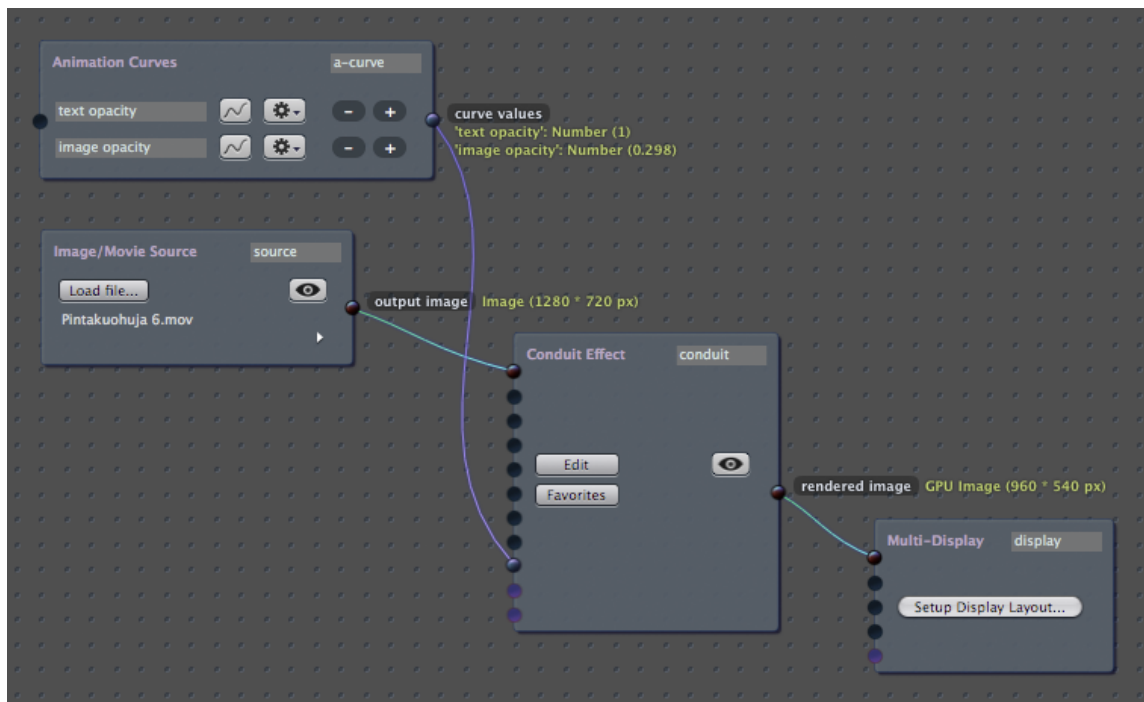 Animation Curves a-curve
text opacity - +
image opacity - +
curve values
'text opacity': Number (1)
'image opacity': Number (0.298)
Image/Movie Source source
Load file...
Pintakuohuja 6.mov
output image Image (1280 * 720 px)
Conduit Effect conduit
Edit
Favorites
rendered image GPU Image (960 * 540 px)
Multi-Display display
Setup Display Layout...